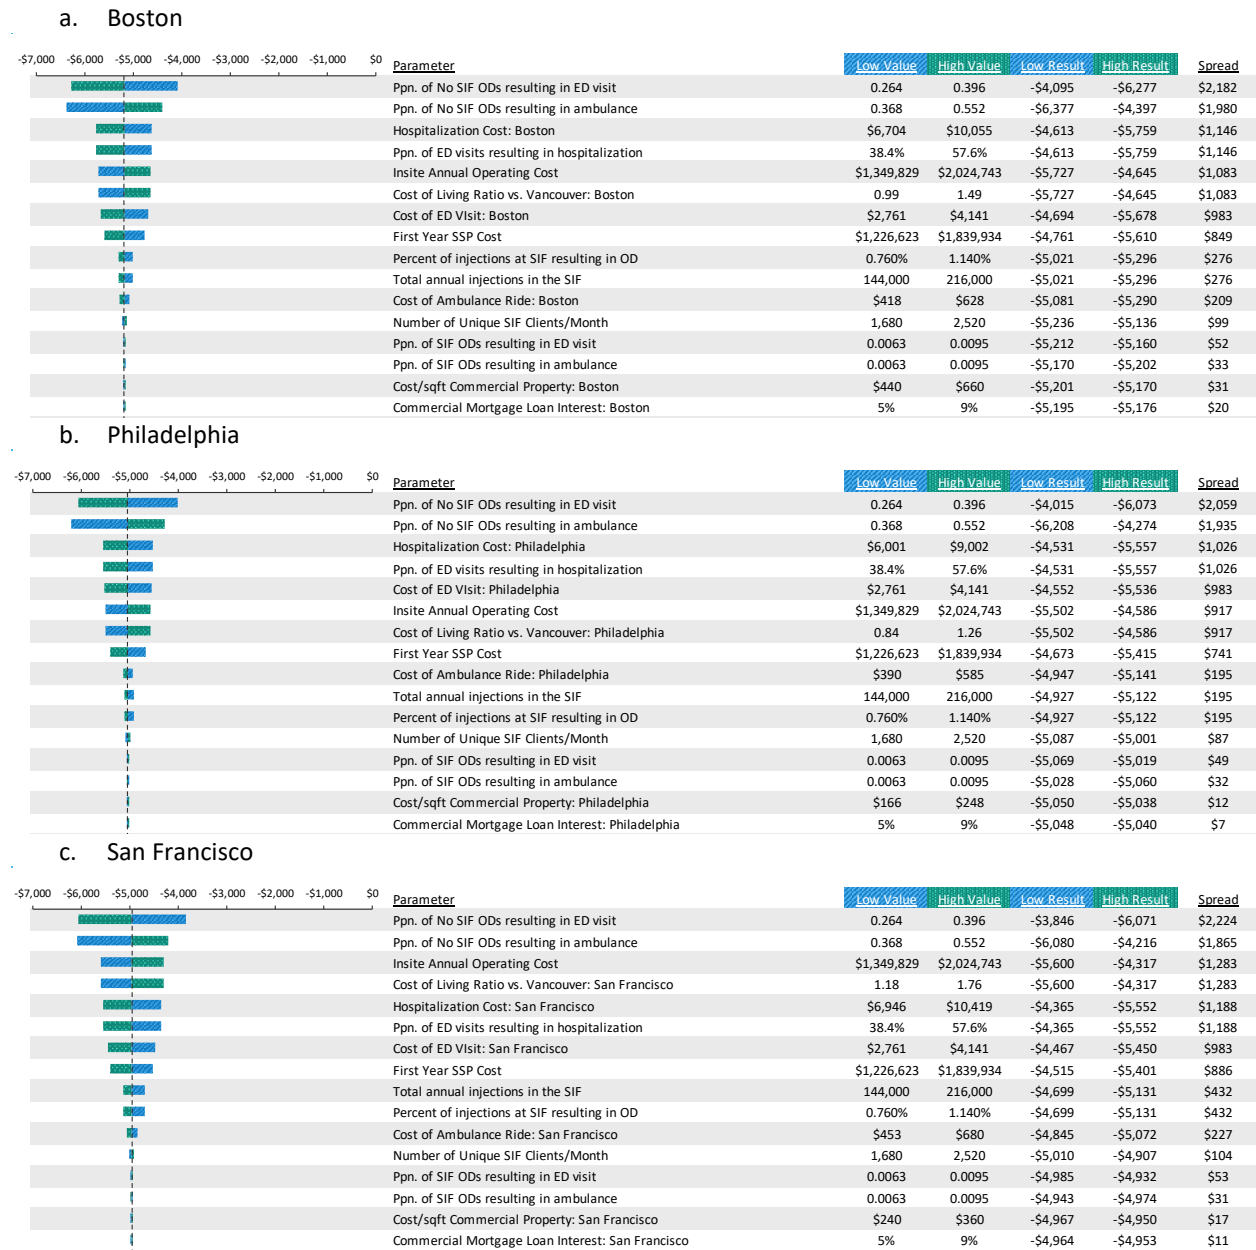 a. Boston
-$7,000 -$6,000 -$5,000 -$4,000 -$3,000 -$2,000 -$1,000 $0 Parameter Low Value High Value Low Result High Result Spread
Ppn. of No SIF ODs resulting in ED visit 0.264 0.396 -$4,095 -$6,277 $2,182
Ppn. of No SIF ODs resulting in ambulance 0.368 0.552 -$6,377 -$4,397 $1,980
Hospitalization Cost: Boston $6,704 $10,055 -$4,613 -$5,759 $1,146
Ppn. of ED visits resulting in hospitalization 38.4% 57.6% -$4,613 -$5,759 $1,146
Insite Annual Operating Cost $1,349,829 $2,024,743 -$5,727 -$4,645 $1,083
Cost of Living Ratio vs. Vancouver: Boston 0.99 1.49 -$5,727 -$4,645 $1,083
Cost of ED VIsit: Boston $2,761 $4,141 -$4,694 -$5,678 $983
First Year SSP Cost $1,226,623 $1,839,934 -$4,761 -$5,610 $849
Percent of injections at SIF resulting in OD 0.760% 1.140% -$5,021 -$5,296 $276
Total annual injections in the SIF 144,000 216,000 -$5,021 -$5,296 $276
Cost of Ambulance Ride: Boston $418 $628 -$5,081 -$5,290 $209
Number of Unique SIF Clients/Month 1,680 2,520 -$5,236 -$5,136 $99
Ppn. of SIF ODs resulting in ED visit 0.0063 0.0095 -$5,212 -$5,160 $52
Ppn. of SIF ODs resulting in ambulance 0.0063 0.0095 -$5,170 -$5,202 $33
Cost/sqft Commercial Property: Boston $440 $660 -$5,201 -$5,170 $31
Commercial Mortgage Loan Interest: Boston 5% 9% -$5,195 -$5,176 $20
b. Philadelphia
-$7,000 -$6,000 -$5,000 -$4,000 -$3,000 -$2,000 -$1,000 $0 Parameter Low Value High Value Low Result High Result Spread
Ppn. of No SIF ODs resulting in ED visit 0.264 0.396 -$4,015 -$6,073 $2,059
Ppn. of No SIF ODs resulting in ambulance 0.368 0.552 -$6,208 -$4,274 $1,935
Hospitalization Cost: Philadelphia $6,001 $9,002 -$4,531 -$5,557 $1,026
Ppn. of ED visits resulting in hospitalization 38.4% 57.6% -$4,531 -$5,557 $1,026
Cost of ED VIsit: Philadelphia $2,761 $4,141 -$4,552 -$5,536 $983
Insite Annual Operating Cost $1,349,829 $2,024,743 -$5,502 -$4,586 $917
Cost of Living Ratio vs. Vancouver: Philadelphia 0.84 1.26 -$5,502 -$4,586 $917
First Year SSP Cost $1,226,623 $1,839,934 -$4,673 -$5,415 $741
Cost of Ambulance Ride: Philadelphia $390 $585 -$4,947 -$5,141 $195
Total annual injections in the SIF 144,000 216,000 -$4,927 -$5,122 $195
Percent of injections at SIF resulting in OD 0.760% 1.140% -$4,927 -$5,122 $195
Number of Unique SIF Clients/Month 1,680 2,520 -$5,087 -$5,001 $87
Ppn. of SIF ODs resulting in ED visit 0.0063 0.0095 -$5,069 -$5,019 $49
Ppn. of SIF ODs resulting in ambulance 0.0063 0.0095 -$5,028 -$5,060 $32
Cost/sqft Commercial Property: Philadelphia $166 $248 -$5,050 -$5,038 $12
Commercial Mortgage Loan Interest: Philadelphia 5% 9% -$5,048 -$5,040 $7
c. San Francisco
-$7,000 -$6,000 -$5,000 -$4,000 -$3,000 -$2,000 -$1,000 $0 Parameter Low Value High Value Low Result High Result Spread
Ppn. of No SIF ODs resulting in ED visit 0.264 0.396 -$3,846 -$6,071 $2,224
Ppn. of No SIF ODs resulting in ambulance 0.368 0.552 -$6,080 -$4,216 $1,865
Insite Annual Operating Cost $1,349,829 $2,024,743 -$5,600 -$4,317 $1,283
Cost of Living Ratio vs. Vancouver: San Francisco 1.18 1.76 -$5,600 -$4,317 $1,283
Hospitalization Cost: San Francisco $6,946 $10,419 -$4,365 -$5,552 $1,188
Ppn. of ED visits resulting in hospitalization 38.4% 57.6% -$4,365 -$5,552 $1,188
Cost of ED VIsit: San Francisco $2,761 $4,141 -$4,467 -$5,450 $983
First Year SSP Cost $1,226,623 $1,839,934 -$4,515 -$5,401 $886
Total annual injections in the SIF 144,000 216,000 -$4,699 -$5,131 $432
Percent of injections at SIF resulting in OD 0.760% 1.140% -$4,699 -$5,131 $432
Cost of Ambulance Ride: San Francisco $453 $680 -$4,845 -$5,072 $227
Number of Unique SIF Clients/Month 1,680 2,520 -$5,010 -$4,907 $104
Ppn. of SIF ODs resulting in ED visit 0.0063 0.0095 -$4,985 -$4,932 $53
Ppn. of SIF ODs resulting in ambulance 0.0063 0.0095 -$4,943 -$4,974 $31
Cost/sqft Commercial Property: San Francisco $240 $360 -$4,967 -$4,950 $17
Commercial Mortgage Loan Interest: San Francisco 5% 9% -$4,964 -$4,953 $11